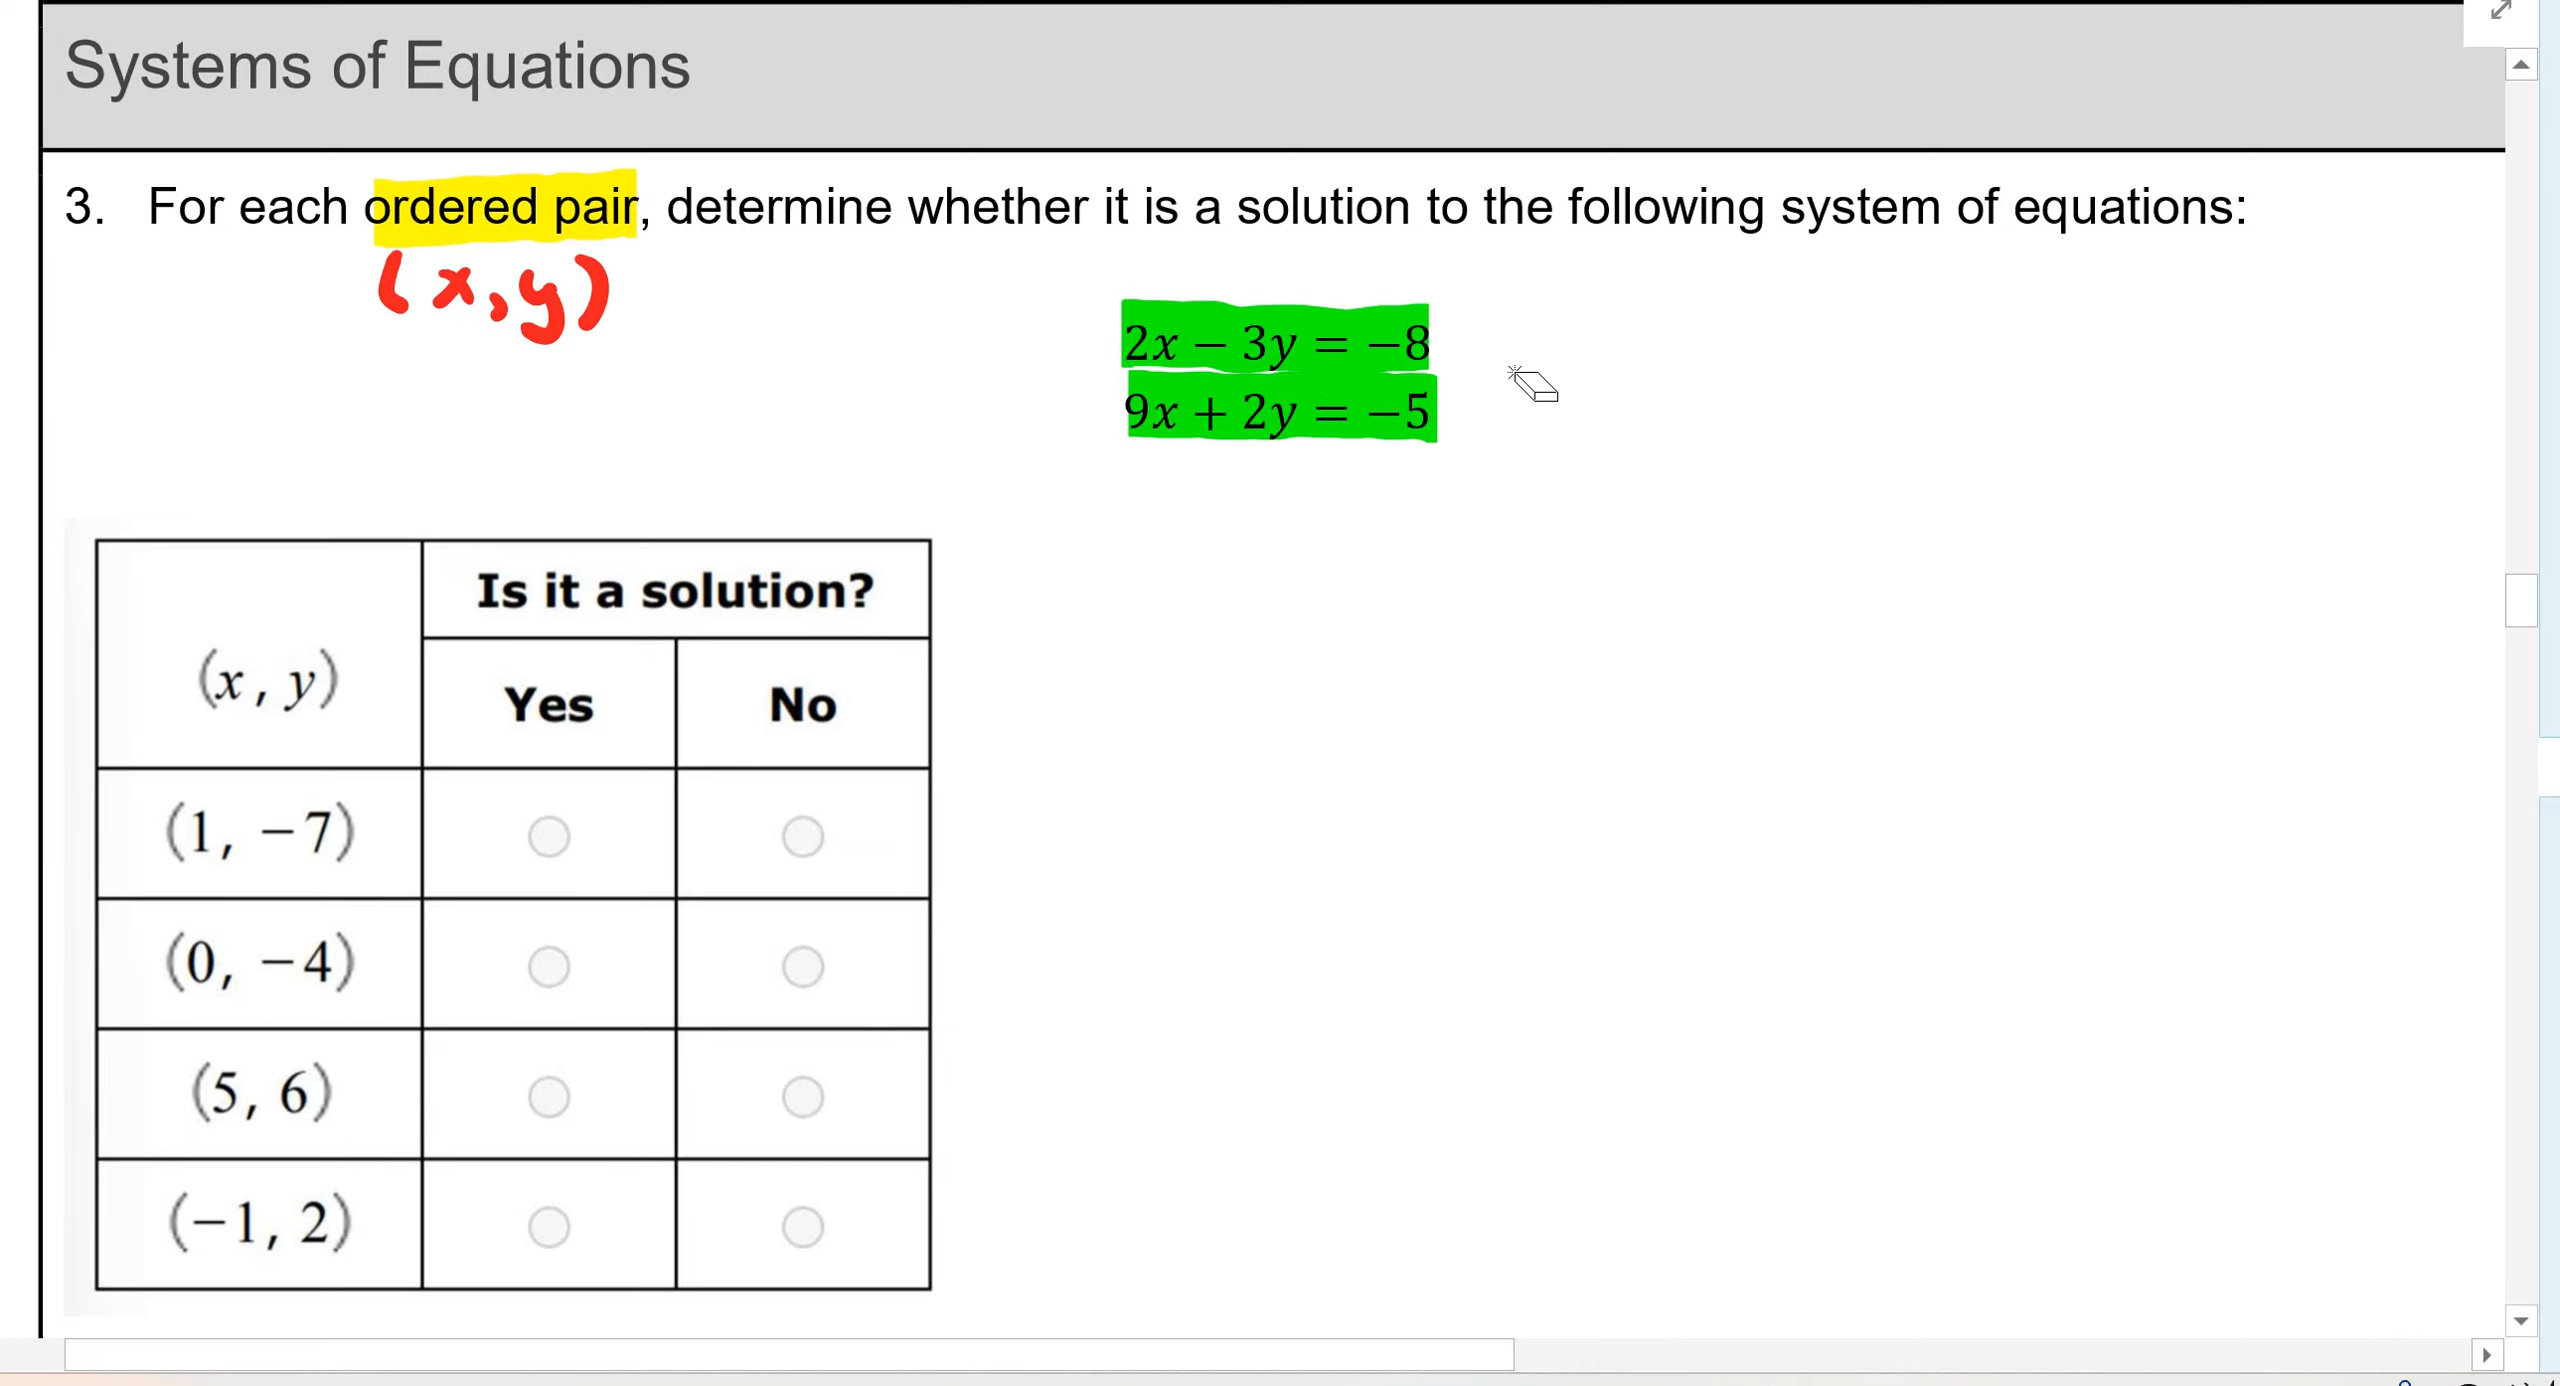 Systems of Equations
3. For each ordered pair, determine whether it is a solution to the following system of equations:
(x,y)
2x − 3y = −8
9x + 2y = −5
(x, y)
Is it a solution?
Yes
No
(1, −7)
(0, −4)
(5, 6)
(−1, 2)